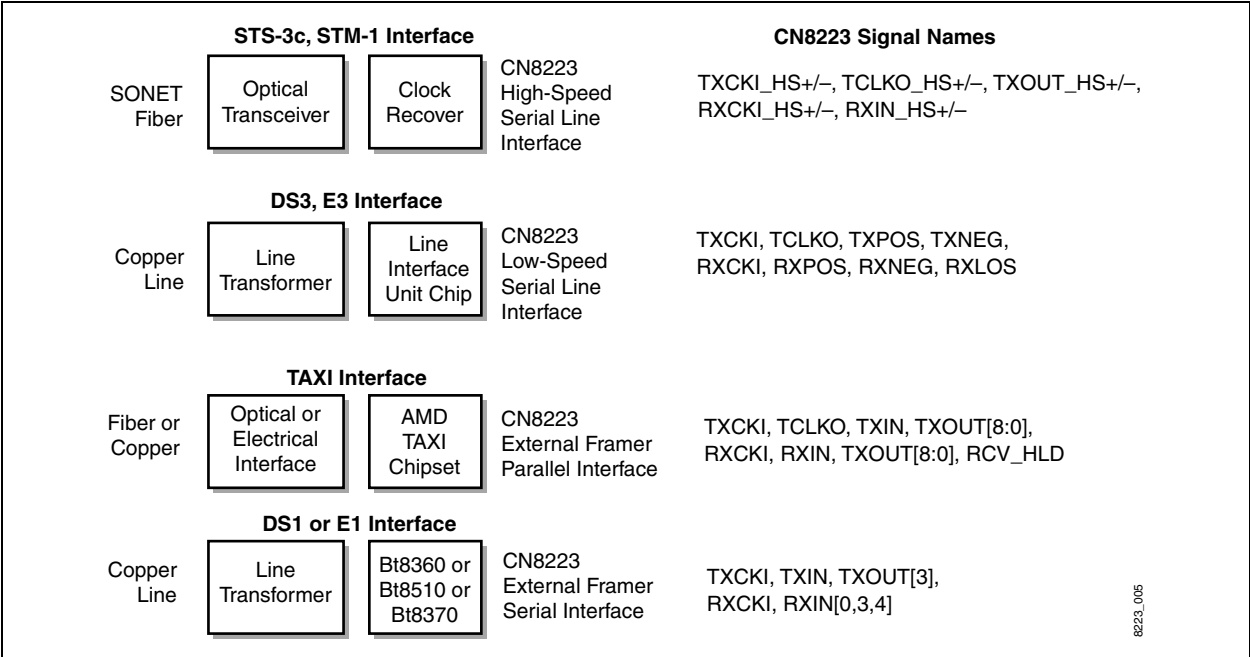 STS-3c, STM-1 Interface
CN8223 Signal Names
SONET
Fiber
Optical
Transceiver
Clock
Recover
CN8223
High-Speed
Serial Line
Interface
TXCKI_HS+/–, TCLKO_HS+/–, TXOUT_HS+/–,
RXCKI_HS+/–, RXIN_HS+/–
DS3, E3 Interface
Copper
Line
Line
Transformer
Line
Interface
Unit Chip
CN8223
Low-Speed
Serial Line
Interface
TXCKI, TCLKO, TXPOS, TXNEG,
RXCKI, RXPOS, RXNEG, RXLOS
TAXI Interface
Fiber or
Copper
Optical or
Electrical
Interface
AMD
TAXI
Chipset
CN8223
External Framer
Parallel Interface
TXCKI, TCLKO, TXIN, TXOUT[8:0],
RXCKI, RXIN, TXOUT[8:0], RCV_HLD
DS1 or E1 Interface
Copper
Line
Line
Transformer
Bt8360 or
Bt8510 or
Bt8370
CN8223
External Framer
Serial Interface
TXCKI, TXIN, TXOUT[3],
RXCKI, RXIN[0,3,4]
8223_005